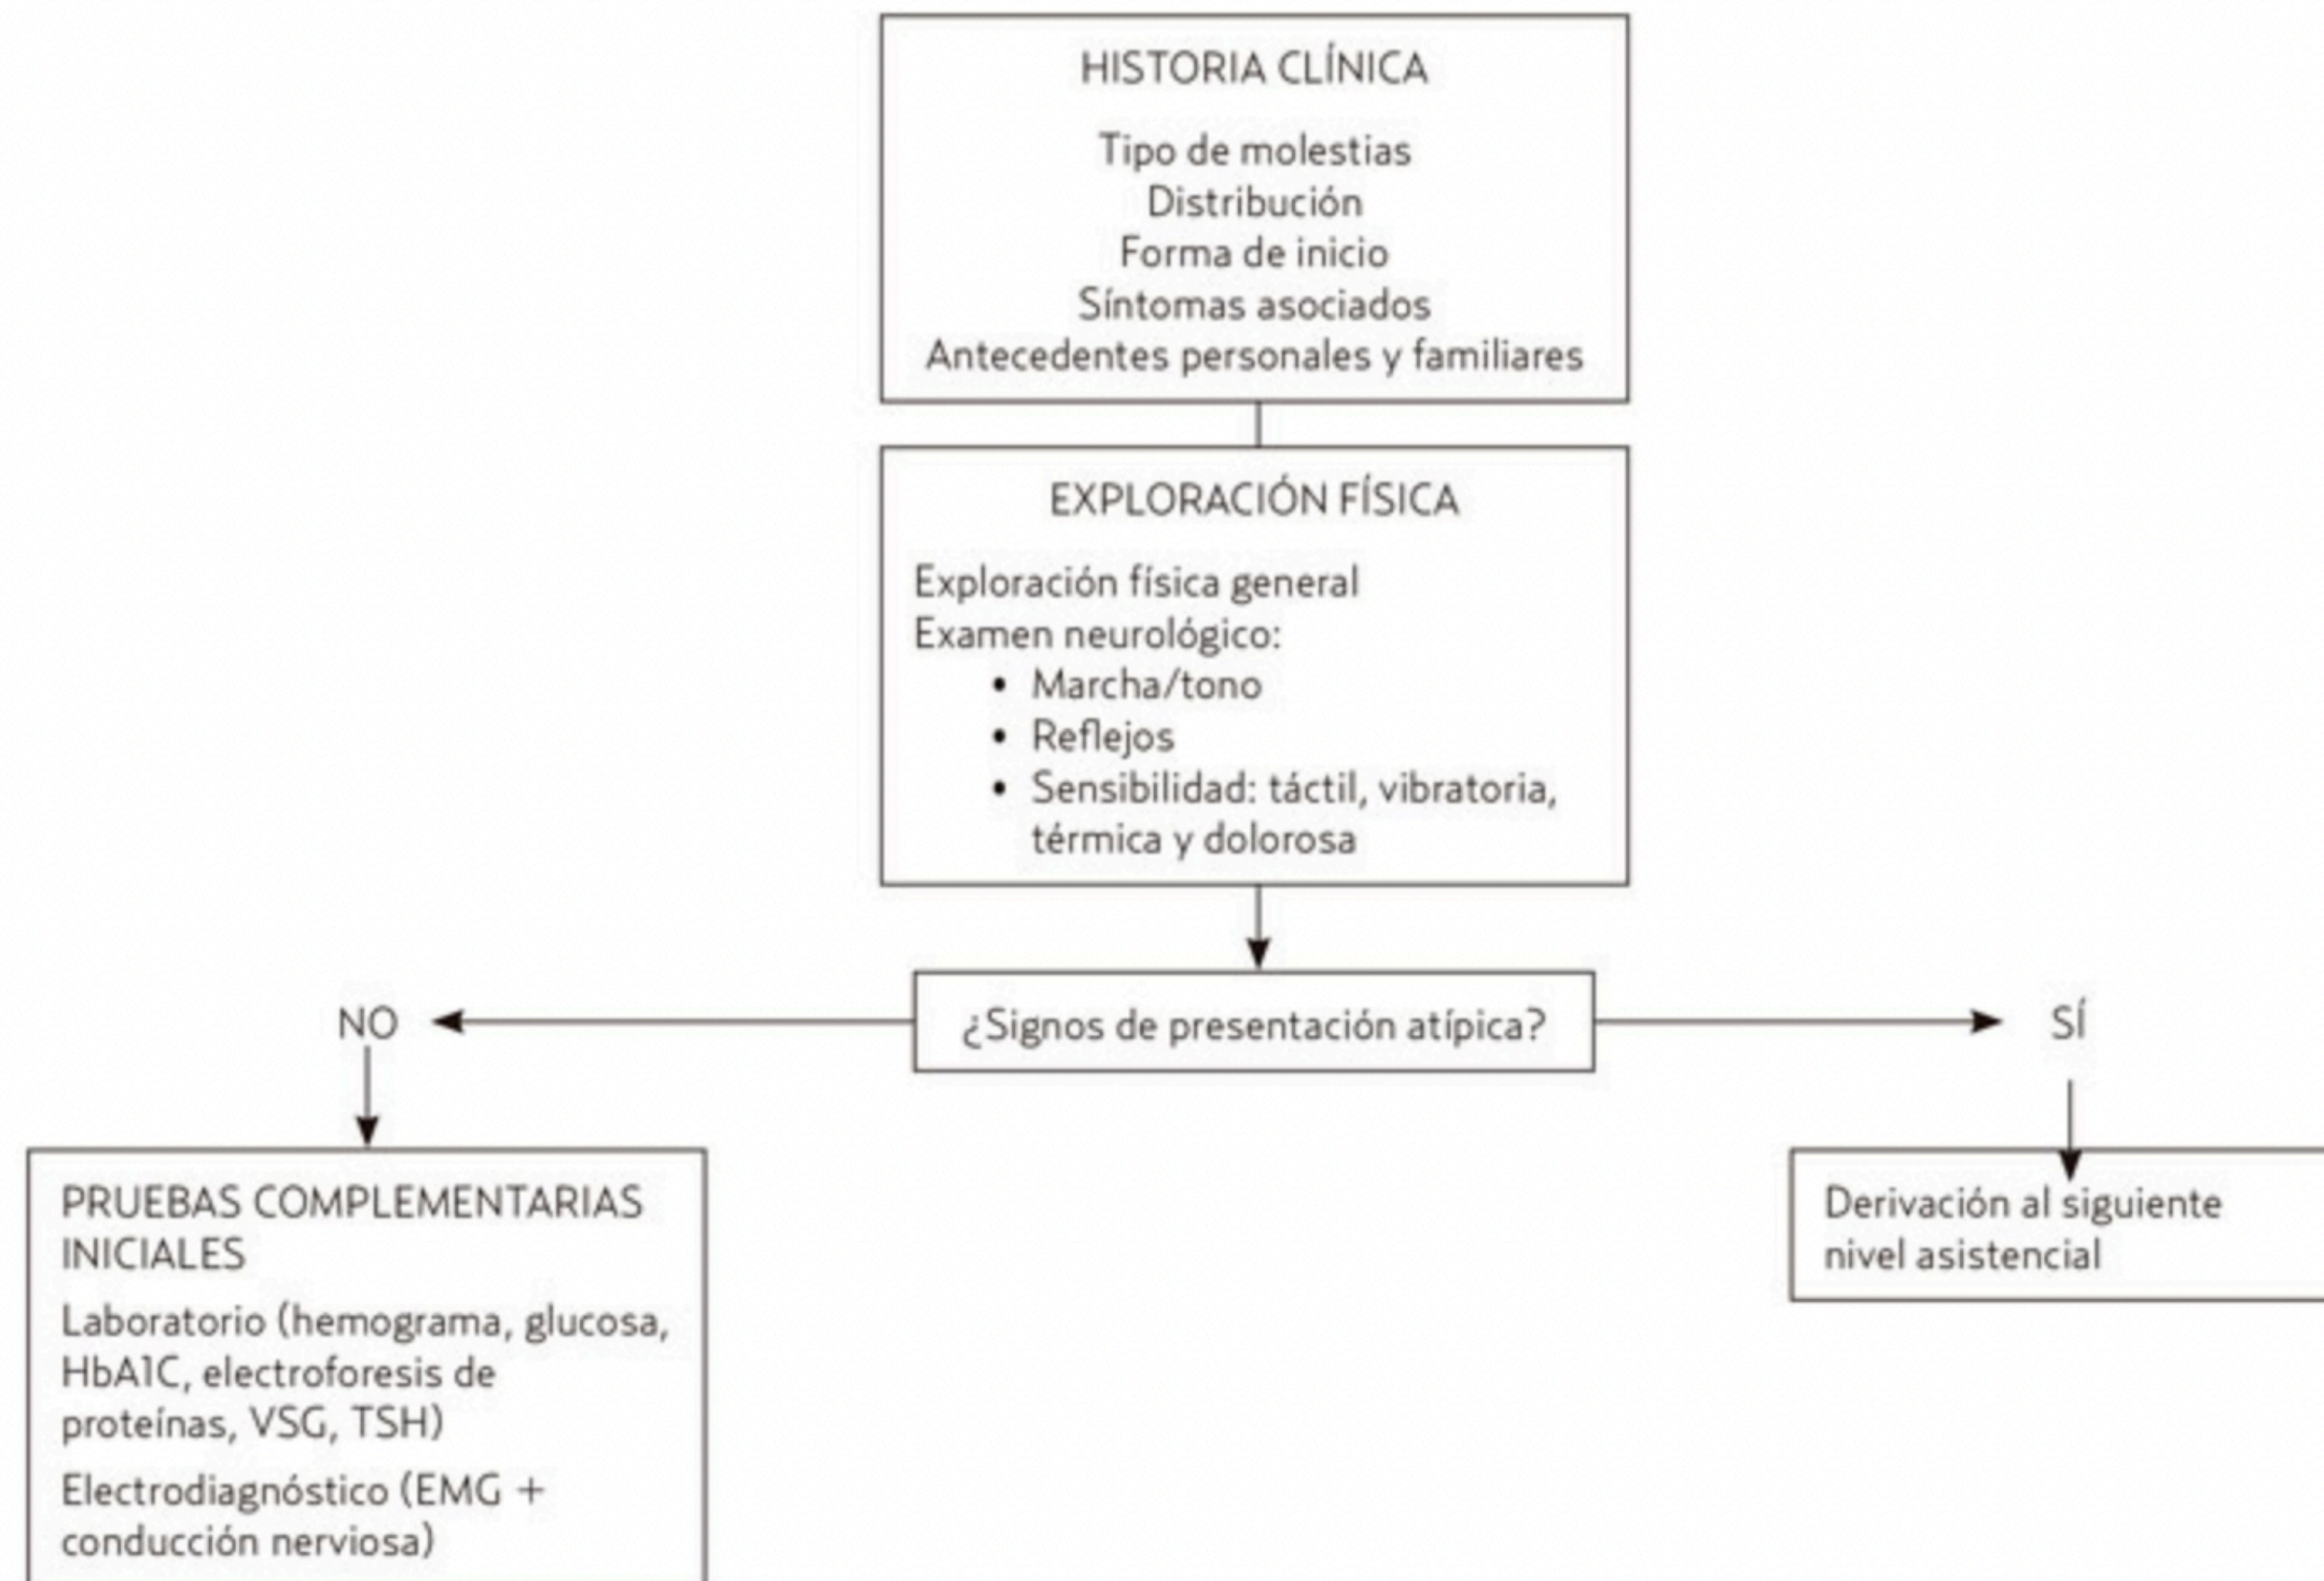 HISTORIA CLÍNICA
Tipo de molestias
Distribución
Forma de inicio
Síntomas asociados
Antecedentes personales y familiares
EXPLORACIÓN FÍSICA
Exploración física general
Examen neurológico:
• Marcha/tono
• Reflejos
• Sensibilidad: táctil, vibratoria,
térmica y dolorosa
NO
¿Signos de presentación atípica?
SÍ
PRUEBAS COMPLEMENTARIAS
INICIALES
Laboratorio (hemograma, glucosa,
HbA1C, electroforesis de
proteínas, VSG, TSH)
Electrodiagnóstico (EMG +
conducción nerviosa)
Derivación al siguiente
nivel asistencial